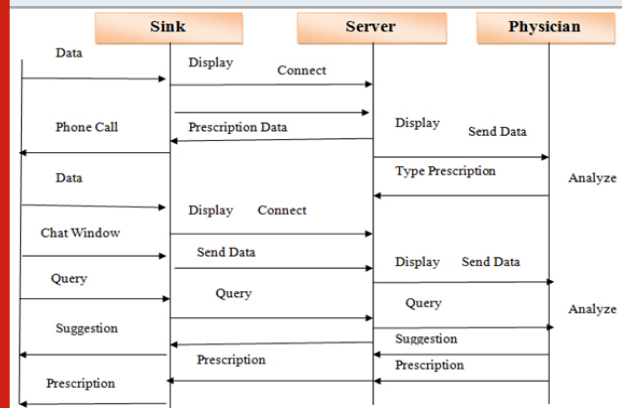 Sink Server Physician
Data
Display
Connect
Phone Call
Prescription Data
Display
Send Data
Data
Type Prescription
Analyze
Display Connect
Chat Window
Send Data
Display Send Data
Query
Query
Query
Analyze
Suggestion
Suggestion
Prescription
Prescription
Prescription